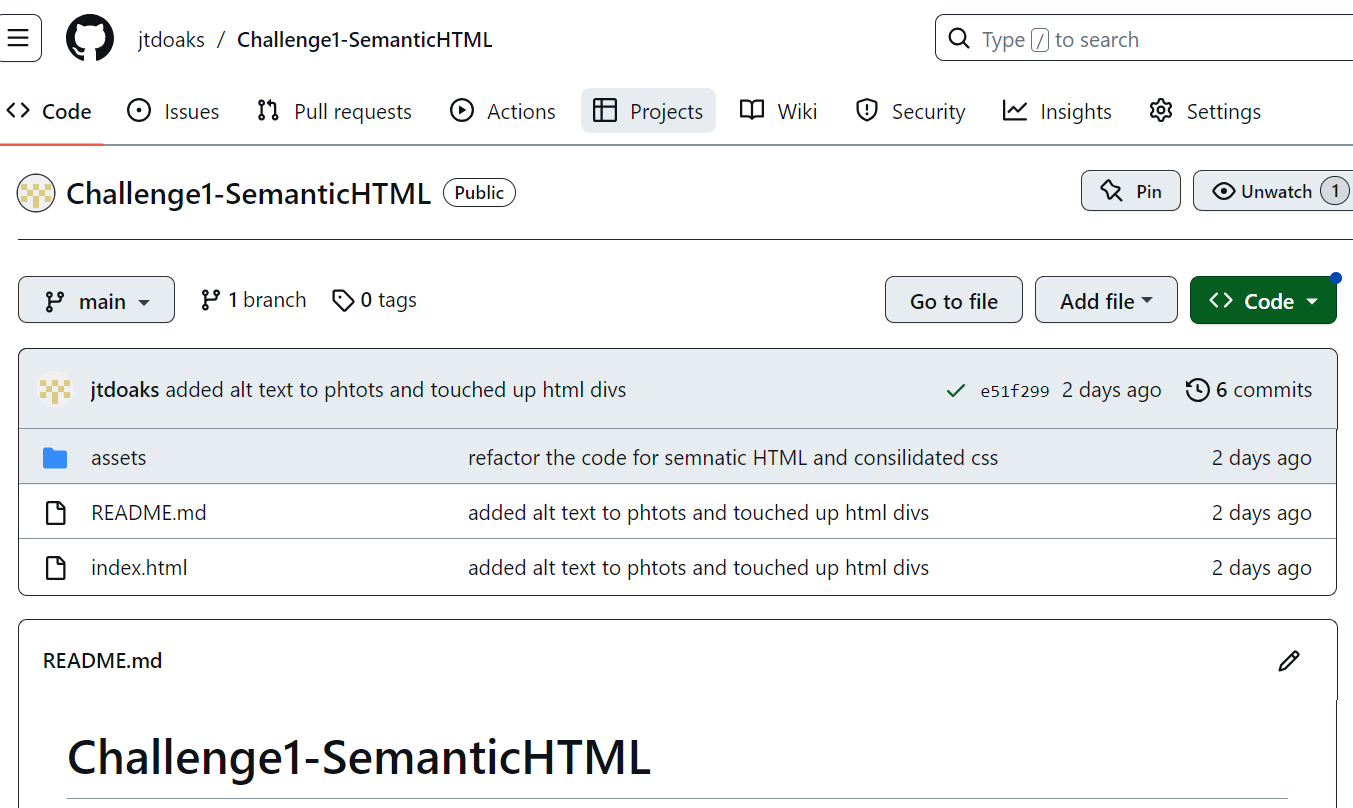 jtdoaks / Challenge1-SemanticHTML Type / to search
Code Issues Pull requests Actions Projects Wiki Security Insights Settings
Challenge1-SemanticHTML Public Pin Unwatch 1
main 1 branch 0 tags Go to file Add file Code
jtdoaks added alt text to phtots and touched up html divs e51f299 2 days ago 6 commits
assets refactor the code for semnatic HTML and consilidated css 2 days ago
README.md added alt text to phtots and touched up html divs 2 days ago
index.html added alt text to phtots and touched up html divs 2 days ago
README.md
Challenge1-SemanticHTML